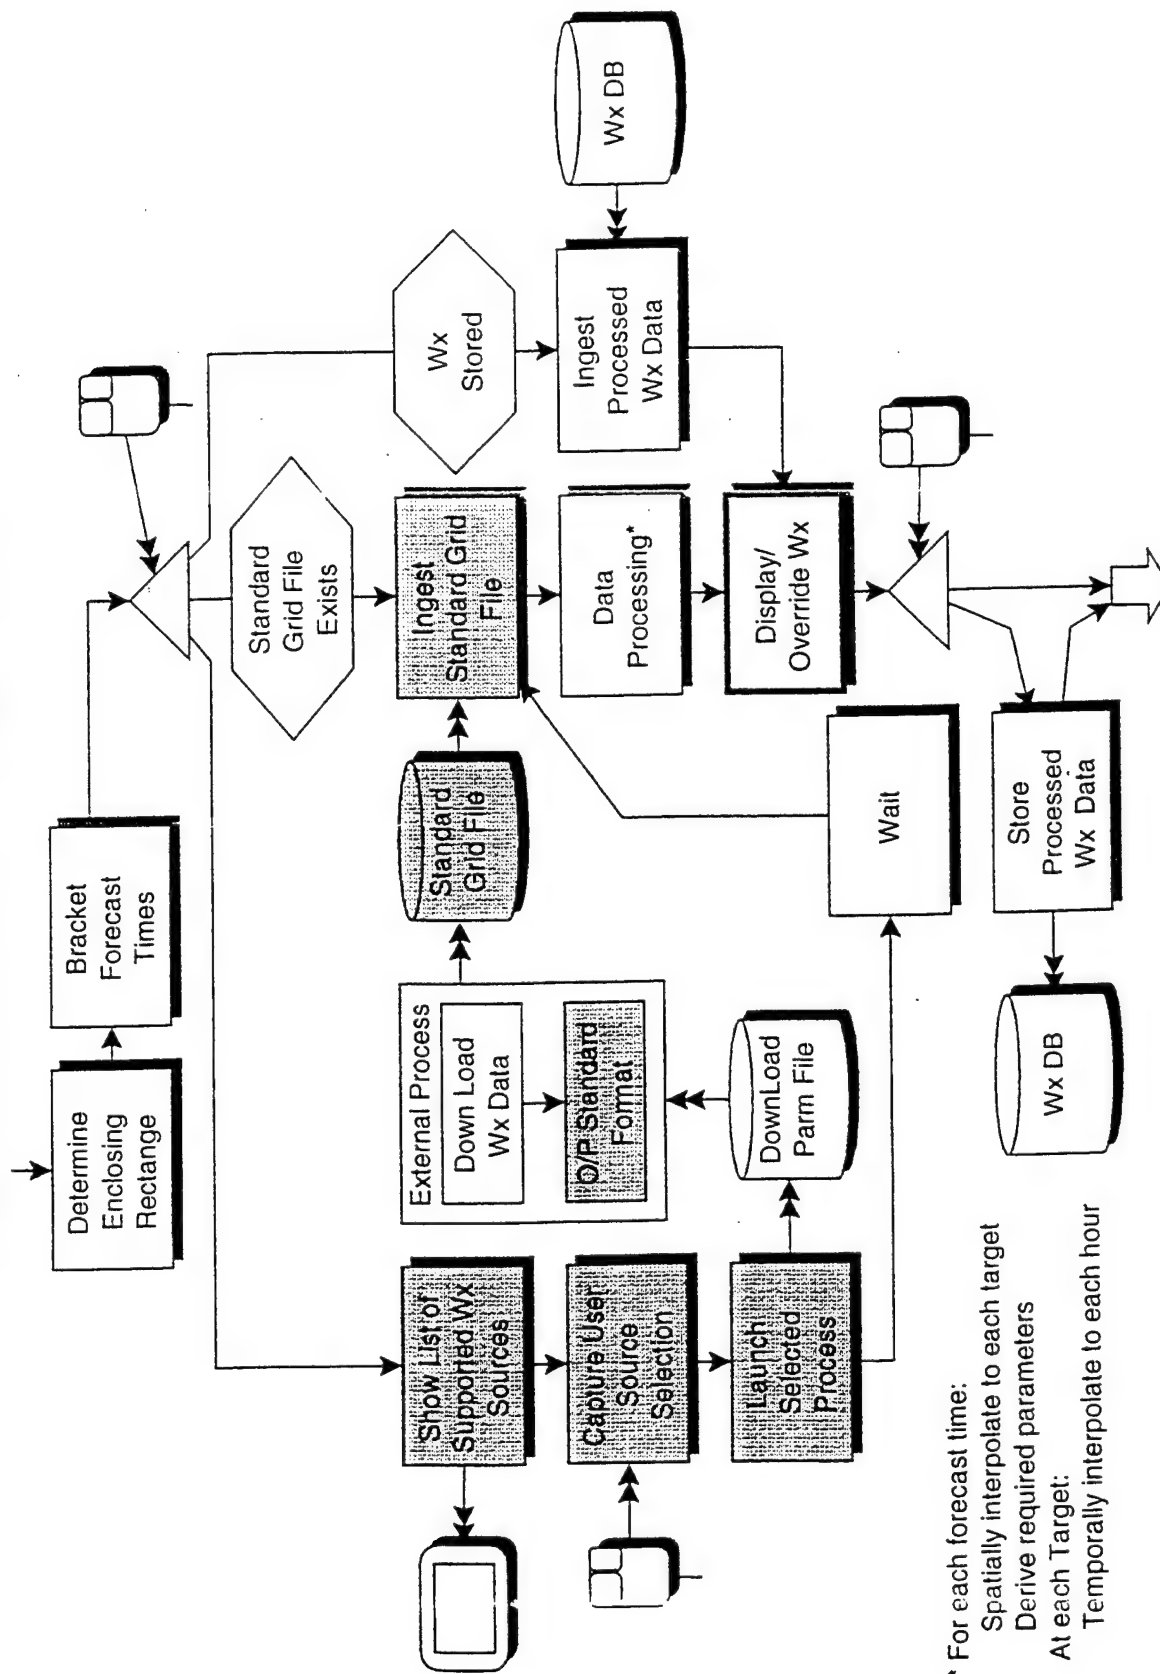 Determine
Enclosing
Rectange
Bracket
Forecast
Times
Standard
Grid File
Exists
Wx
Stored
Show List of
Supported Wx
Sources
External Process
Down Load
Wx Data
O/P Standard
Format
Standard
Grid File
Ingest
Standard Grid
File
Ingest
Processed
Wx Data
Wx DB
Capture User
Source
Selection
Data
Processing*
Launch
Selected
Process
DownLoad
Parm File
Wait
Display/
Override Wx
Wx DB
Store
Processed
Wx Data
* For each forecast time:
Spatially interpolate to each target
Derive required parameters
At each Target:
Temporally interpolate to each hour